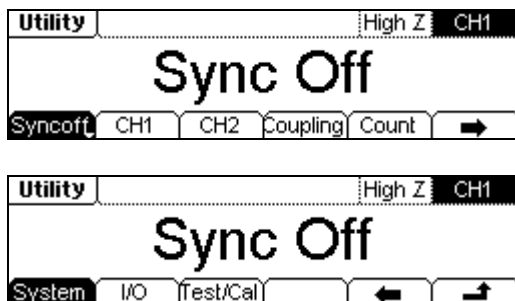 Utility High Z CH1
Sync Off
Syncoff CH1 CH2 Coupling Count
Utility High Z CH1
Sync Off
System I/O Test/Cal